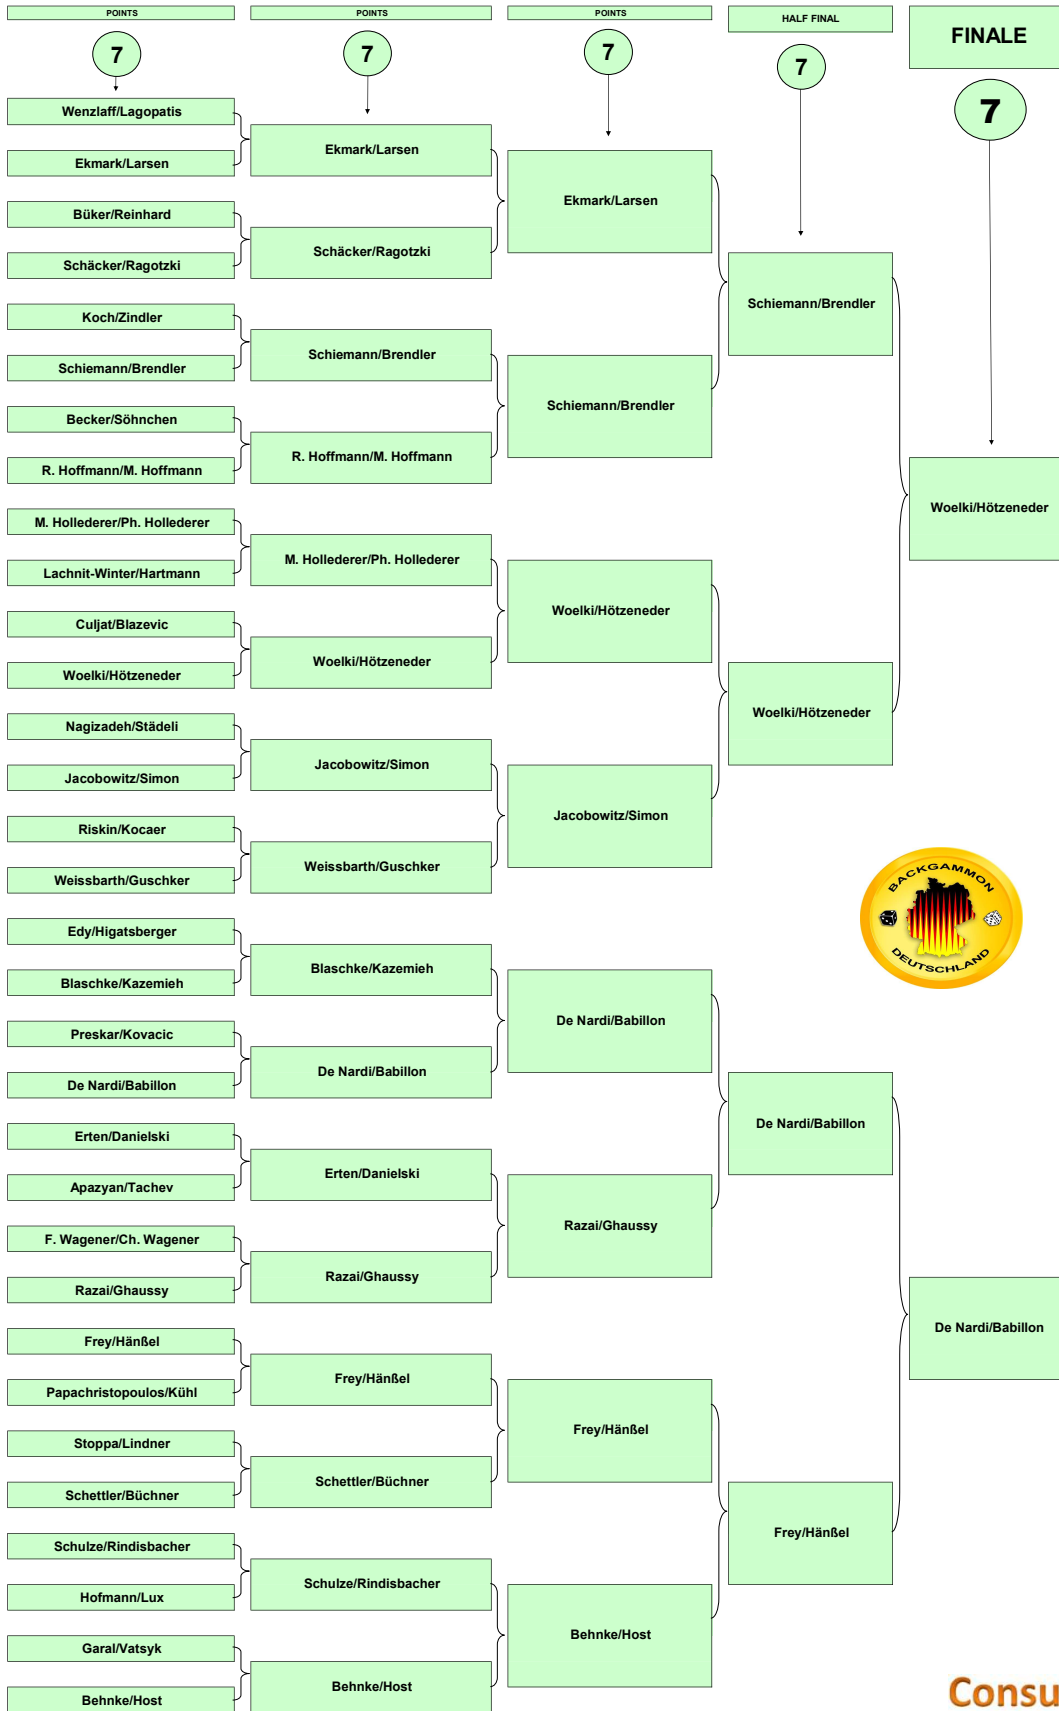 POINTS
POINTS
POINTS
HALF FINAL
FINALE
7
7
7
7
7
Wenzlaff/Lagopatis
Ekmark/Larsen
Büker/Reinhard
Schäcker/Ragotzki
Koch/Zindler
Schiemann/Brendler
Becker/Söhnchen
R. Hoffmann/M. Hoffmann
M. Hollederer/Ph. Hollederer
Lachnit-Winter/Hartmann
Culjat/Blazevic
Woelki/Hötzeneder
Nagizadeh/Städeli
Jacobowitz/Simon
Riskin/Kocaer
Weissbarth/Guschker
Edy/Higatsberger
Blaschke/Kazemieh
Preskar/Kovacic
De Nardi/Babillon
Erten/Danielski
Apazyan/Tachev
F. Wagener/Ch. Wagener
Razai/Ghaussy
Frey/Hänßel
Papachristopoulos/Kühl
Stoppa/Lindner
Schettler/Büchner
Schulze/Rindisbacher
Hofmann/Lux
Garal/Vatsyk
Behnke/Host
Ekmark/Larsen
Schäcker/Ragotzki
Schiemann/Brendler
R. Hoffmann/M. Hoffmann
M. Hollederer/Ph. Hollederer
Woelki/Hötzeneder
Jacobowitz/Simon
Weissbarth/Guschker
Blaschke/Kazemieh
De Nardi/Babillon
Erten/Danielski
Razai/Ghaussy
Frey/Hänßel
Schettler/Büchner
Schulze/Rindisbacher
Behnke/Host
Ekmark/Larsen
Schiemann/Brendler
Woelki/Hötzeneder
Jacobowitz/Simon
De Nardi/Babillon
Razai/Ghaussy
Frey/Hänßel
Behnke/Host
Schiemann/Brendler
Woelki/Hötzeneder
De Nardi/Babillon
Frey/Hänßel
Woelki/Hötzeneder
De Nardi/Babillon
BACKGAMMON
DEUTSCHLAND
Consu